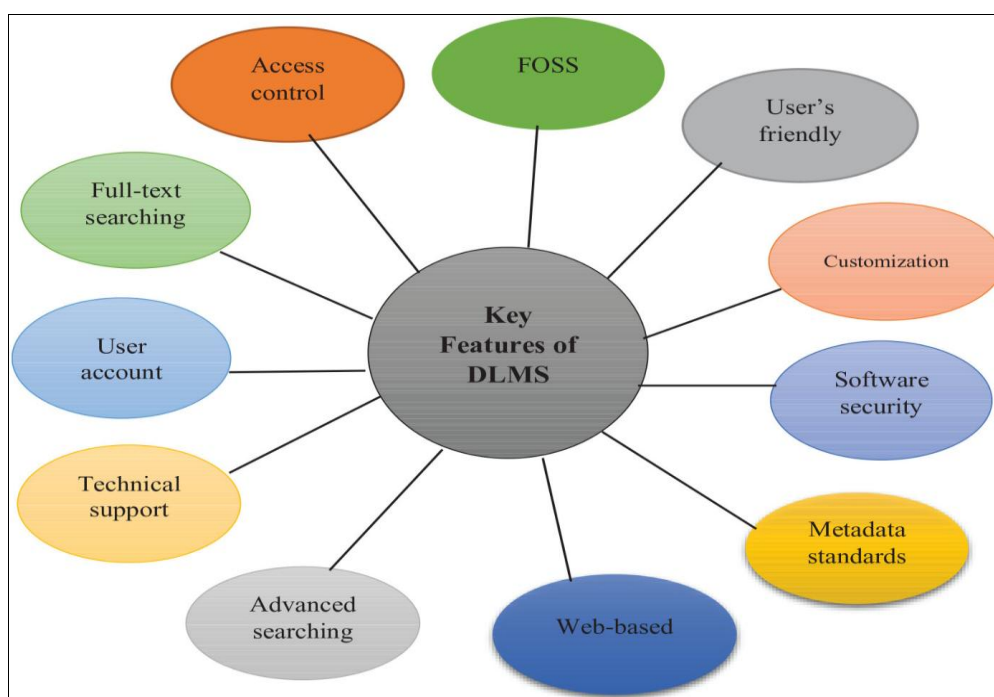 Access
control
FOSS
User's
friendly
Full-text
searching
Customization
Key
Features of
DLMS
User
account
Software
security
Technical
support
Metadada
standards
Advanced
searching
Web-based